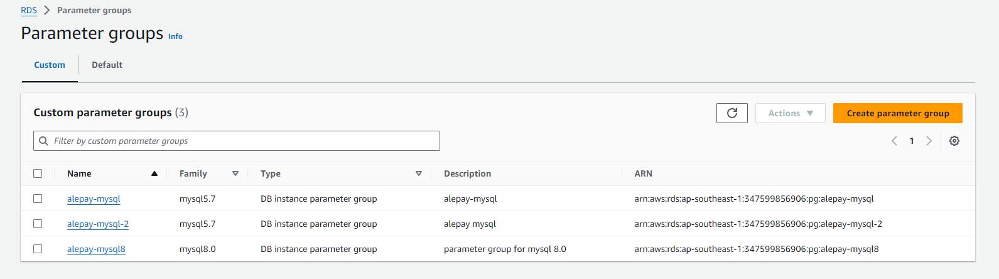 RDS > Parameter groups
Parameter groups Info
Custom Default
Custom parameter groups (3) Actions Create parameter group
Filter by custom parameter groups 1
Name Family Type Description ARN
alepay-mysql mysql5.7 DB instance parameter group alepay-mysql arn:aws:rds:ap-southeast-1:347599856906:pg:alepay-mysql
alepay-mysql-2 mysql5.7 DB instance parameter group alepay mysql arn:aws:rds:ap-southeast-1:347599856906:pg:alepay-mysql-2
alepay-mysql8 mysql8.0 DB instance parameter group parameter group for mysql 8.0 arn:aws:rds:ap-southeast-1:347599856906:pg:alepay-mysql8